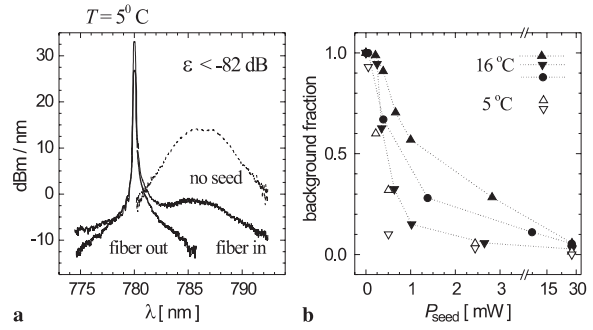 T = 5⁰ C
30
20
10
0
-10
dBm / nm
ε < -82 dB
no seed
fiber out
fiber in
775
780
785
790
λ [ nm ]
a
1.0
0.5
0.0
background fraction
16 °C
5 °C
0
1
2
3
15
30
P_seed [ mW ]
b